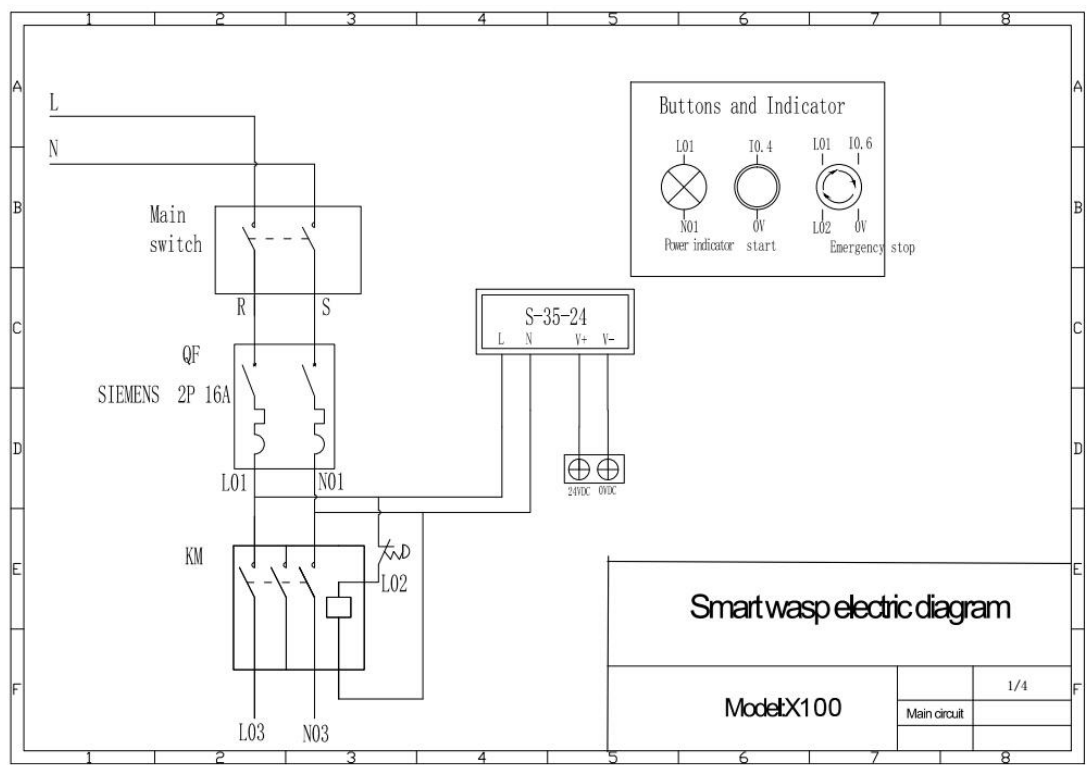 1 2 3 4 5 6 7 8
A A
L
Buttons and Indicator
L01 I0.4 L01 I0.6
N
B B
N01 0V L02 0V
Power indicator start Emergency stop
Main
switch
R S
C C
S-35-24
L N V+ V-
QF
SIEMENS 2P 16A
D D
L01 N01
24VDC 0VDC
KM
L02
E E
Smart wasp electric diagram
F F
1/4
Model:X100
Main circuit
L03 N03
1 2 3 4 5 6 7 8